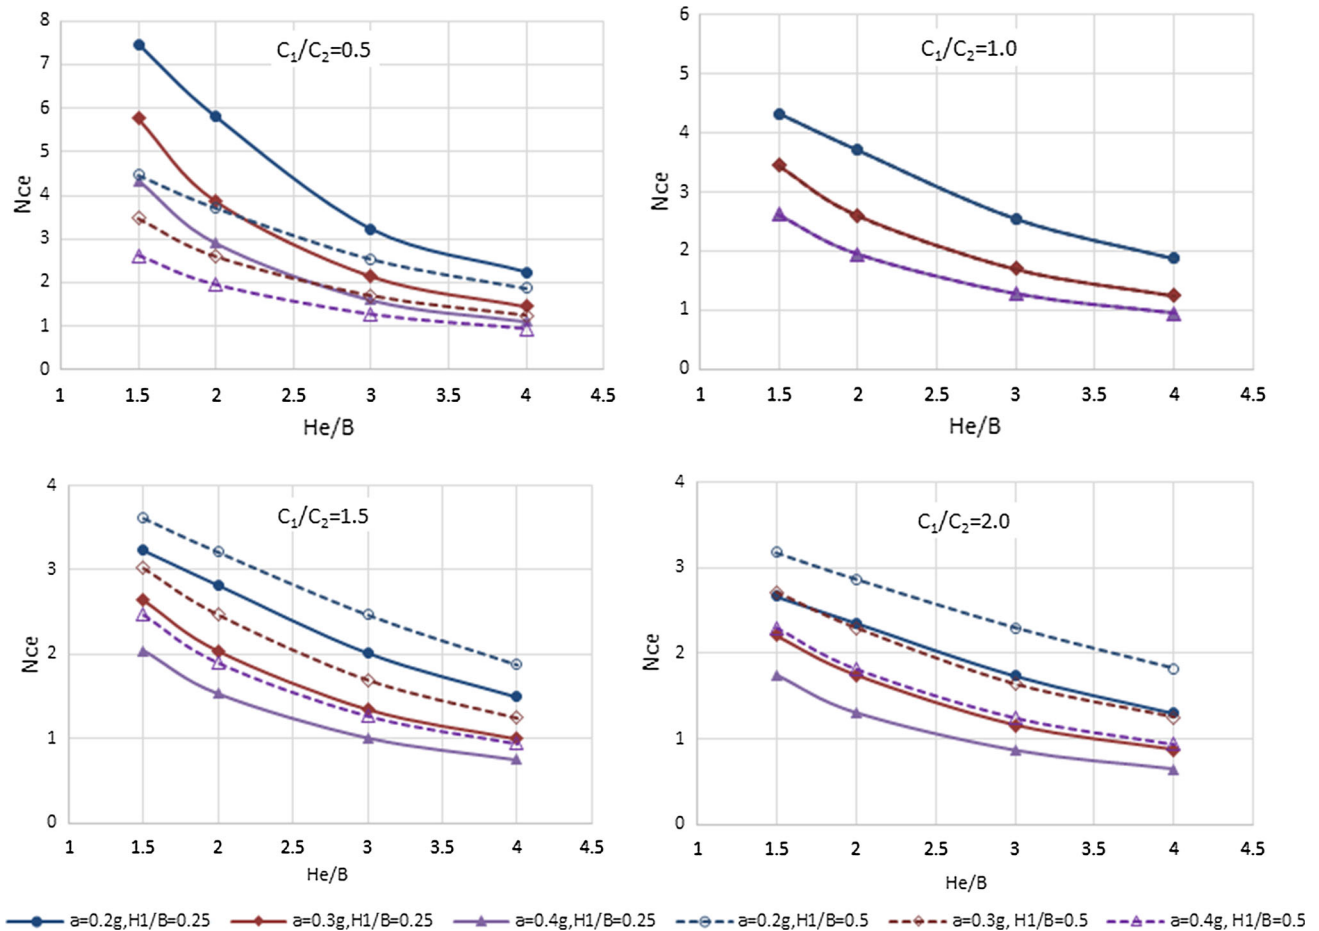 C₁/C₂=0.5
8
7
6
5
4
3
2
1
0
Nce
1 1.5 2 2.5 3 3.5 4 4.5
He/B
C₁/C₂=1.0
6
5
4
3
2
1
0
Nce
1 1.5 2 2.5 3 3.5 4 4.5
He/B
C₁/C₂=1.5
4
3
2
1
0
Nce
1 1.5 2 2.5 3 3.5 4 4.5
He/B
C₁/C₂=2.0
4
3
2
1
0
Nce
1 1.5 2 2.5 3 3.5 4 4.5
He/B
a=0.2g,H1/B=0.25 a=0.3g,H1/B=0.25 a=0.4g,H1/B=0.25 a=0.2g,H1/B=0.5 a=0.3g, H1/B=0.5 a=0.4g, H1/B=0.5